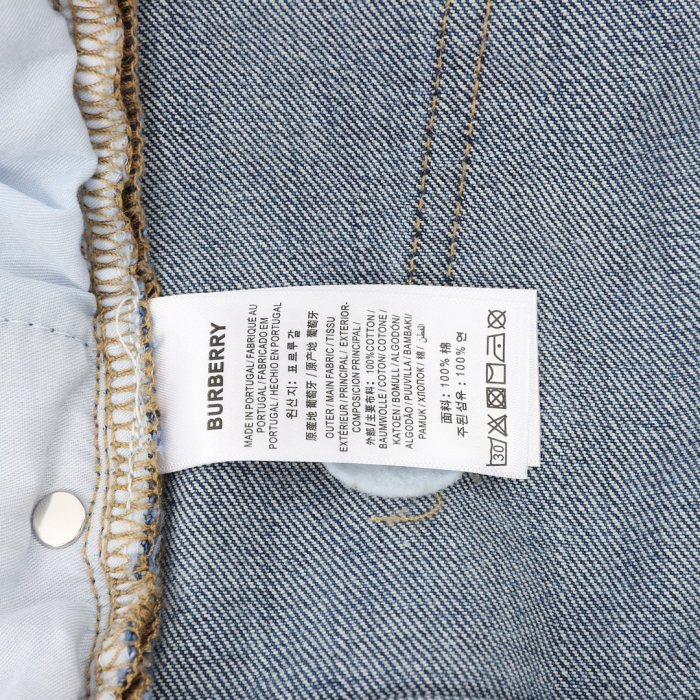 BURBERRY
MADE IN PORTUGAL / FABRIQUÉ AU
PORTUGAL / FABRICADO EM
PORTUGAL / HECHO EN PORTUGAL
원산지: 포르투갈
原産地 葡萄牙 / 原产地 葡萄牙
OUTER / MAIN FABRIC / TISSU
EXTÉRIEUR / PRINCIPAL / EXTERIOR-
COMPOSICIÓN PRINCIPAL /
外部 / 主要布料 : 100%COTTON /
BAUMWOLLE / COTON / COTONE /
KATOEN / BOMULL / ALGODON /
ALGODÃO / PUUVILLA / BAMBAKI /
PAMUK / ХЛОПОК / 棉 / القطن /
面料: 100% 棉
주된섬유 : 100% 면
30